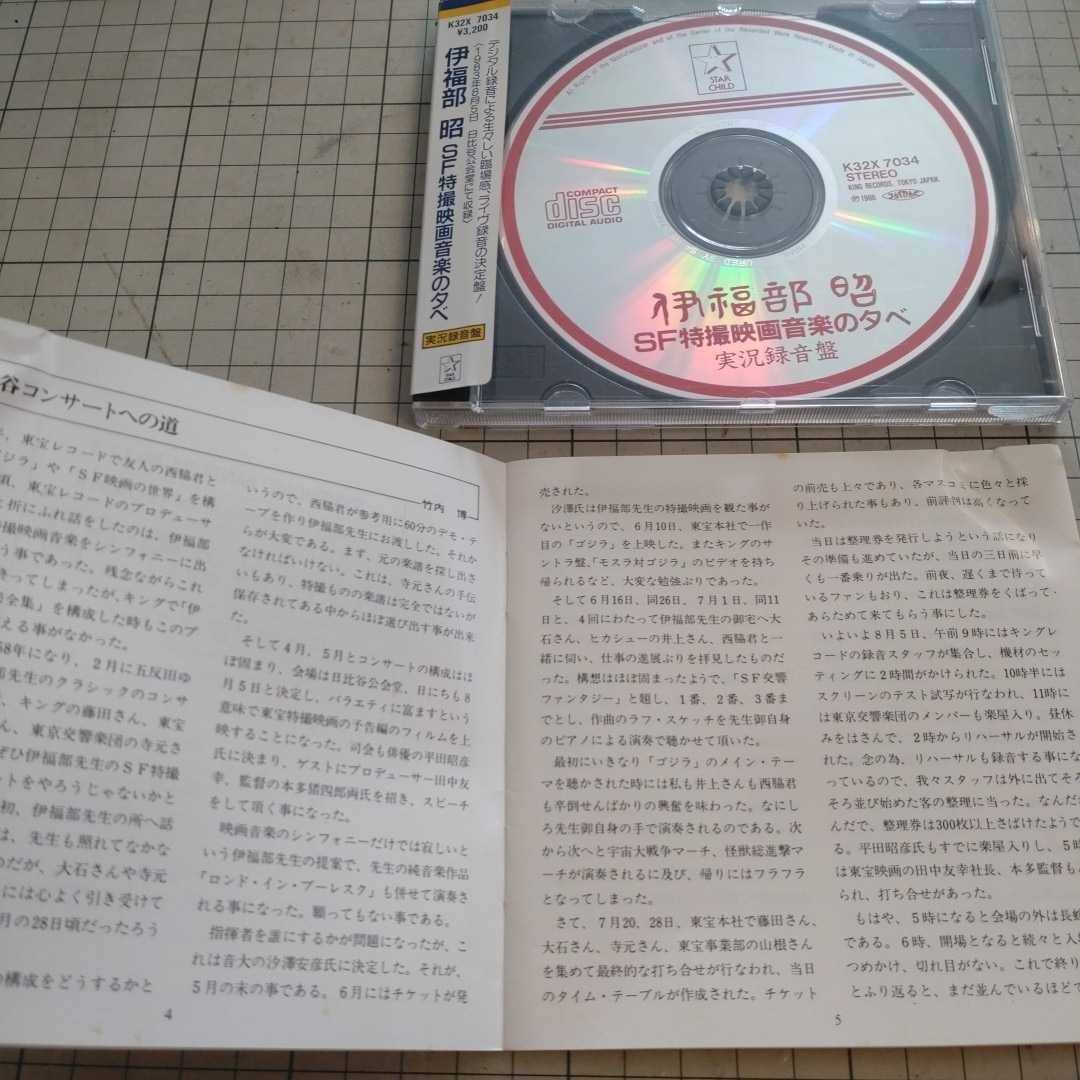 K32X 7034
¥3,200
デジタル録音による生々しい臨場感、ライヴ録音の決定盤!
〈1983年8月5日 日比谷公会堂にて収録〉
伊福部 昭 SF特撮映画音楽の夕べ
実況録音盤
STAR
CHILD
K32X 7034
STEREO
KING RECORDS, TOKYO JAPAN.
COMPACT
disc
DIGITAL AUDIO
伊福部 昭
SF特撮映画音楽の夕べ
実況録音盤
谷コンサートへの道
竹内 博
、東宝レコードで友人の西脇君と
ジラ」や「SF映画の世界」を構
頃、東宝レコードのプロデューサ
折にふれ話をしたのは、伊福部
特撮映画音楽をシンフォニーに出
う事であった。残念ながらこれ
きってしまったが、キングで「伊
全集」を構成した時もこのプ
える事がなかった。
58年になり、2月に五反田ゆ
先生のクラシックのコンサ
、キングの藤田さん、東宝
ん、東京交響楽団の寺元さ
ぜひ伊福部先生のSF特撮
ットをやろうじゃないかと
初、伊福部先生の所へ話
は、先生も照れてなかな
のだが、大石さんや寺元
には心よく引き受けて
月の28日頃だったろう
の構成をどうするかと
いうので、西脇君が参考用に60分のデモ・テ
ープを作り伊福部先生にお渡しした。それか
らが大変である。まず、元の楽譜を探し出さ
なければいけない。これは、寺元さんの手伝
いもあり、特撮ものの楽譜は完全ではないが
保存されてある中からほぼ選び出す事が出来
た。
そして4月、5月とコンサートの構成はほ
ぼ固まり、会場は日比谷公会堂、日にちも8
月5日と決定し、バラエティに富ますという
意味で東宝特撮映画の予告編のフィルムを上
映することになった。司会も俳優の平田昭彦
氏に決まり、ゲストにプロデューサー田中友
幸、監督の本多猪四郎両氏を招き、スピーチ
をして頂く事になった。
映画音楽のシンフォニーだけでは寂しいと
いう伊福部先生の提案で、先生の純音楽作品
「ロンド・イン・ブーレスク」も併せて演奏さ
れる事になった。願ってもない事である。
指揮者を誰にするかが問題になったが、こ
れは音大の汐澤安彦氏に決定した。それが、
5月の末の事である。6月にはチケットが発
4
売された。
汐澤氏は伊福部先生の特撮映画を観た事が
ないというので、6月10日、東宝本社で一作
目の「ゴジラ」を上映した。またキングのサ
ントラ盤、「モスラ対ゴジラ」のビデオを持ち
帰られるなど、大変な勉強ぶりであった。
そして6月16日、同26日、7月1日、同11
日と、4回にわたって伊福部先生の御宅へ大
石さん、ヒカシューの井上さん、西脇君と一
緒に伺い、仕事の進展ぶりを拝見したものだ
った。構想はほぼ固まったようで、「SF交響
ファンタジー」と題し、1番、2番、3番ま
でとし、作曲のラフ・スケッチを先生御自身
のピアノによる演奏で聴かせて頂いた。
最初にいきなり「ゴジラ」のメイン・テー
マを聴かされた時には私も井上さんも西脇君
も卒倒せんばかりの興奮を味わった。なにし
ろ先生御自身の手で演奏されるのである。次
から次へと宇宙大戦争マーチ、怪獣総進撃マ
ーチが演奏されるに及び、帰りにはフラフラ
となってしまった。
さて、7月20、28日、東宝本社で藤田さん、
大石さん、寺元さん、東宝事業部の山根さん
を集めて最終的な打ち合せが行なわれ、当日
のタイム・テーブルが作成された。チケット
の前売も上々であり、各マスコミに色々と採
り上げられた事もあり、前評判は高くなって
いた。
当日は整理券を発行しようという話になり
その準備も進めていたが、当日の三日前に早
くも一番乗りが出た。前夜、遅くまで待って
いるファンもおり、これは整理券をくばって・
あらためて来てもらう事にした。
いよいよ8月5日、午前9時にはキングレ
コードの録音スタッフが集合し、機材のセッ
ティングに2時間がかけられた。10時半には
スクリーンのテスト試写が行なわれ、11時に
は東京交響楽団のメンバーも楽屋入り。昼休
みをはさんで、2時からリハーサルが開始さ
れた。念の為、リハーサルも録音する事にな
っているので、我々スタッフは外に出てそろ
そろ並び始めた客の整理に当った。なんだか
んだで、整理券は300枚以上さばけたようで
る。平田昭彦氏もすでに楽屋入りし、5時
は東宝映画の田中友幸社長、本多監督も
られ、打ち合せがあった。
もはや、5時になると会場の外は長蛇
である。6時、開場となると続々と入
つめかけ、切れ目がない。これで終り
とふり返ると、まだ並んでいるほどで
5